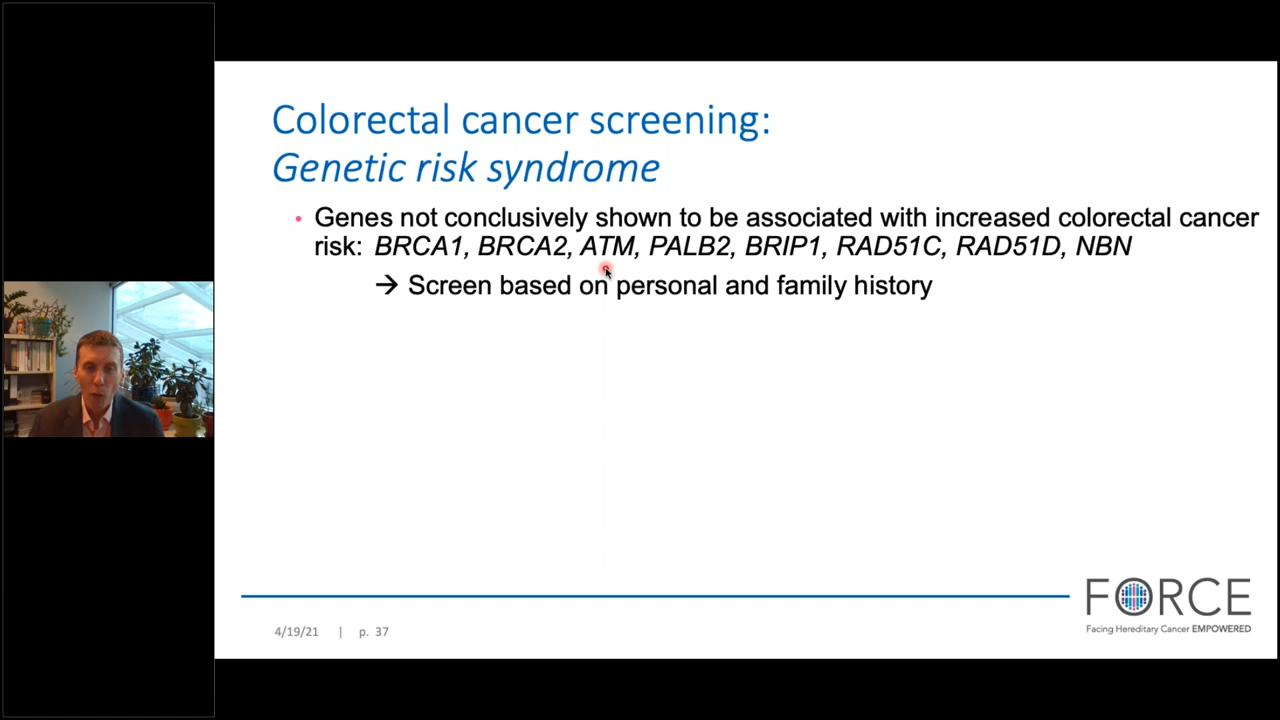 Colorectal cancer screening:
Genetic risk syndrome
• Genes not conclusively shown to be associated with increased colorectal cancer
risk: BRCA1, BRCA2, ATM, PALB2, BRIP1, RAD51C, RAD51D, NBN
→ Screen based on personal and family history
4/19/21 | p. 37
FORCE
Facing Hereditary Cancer EMPOWERED